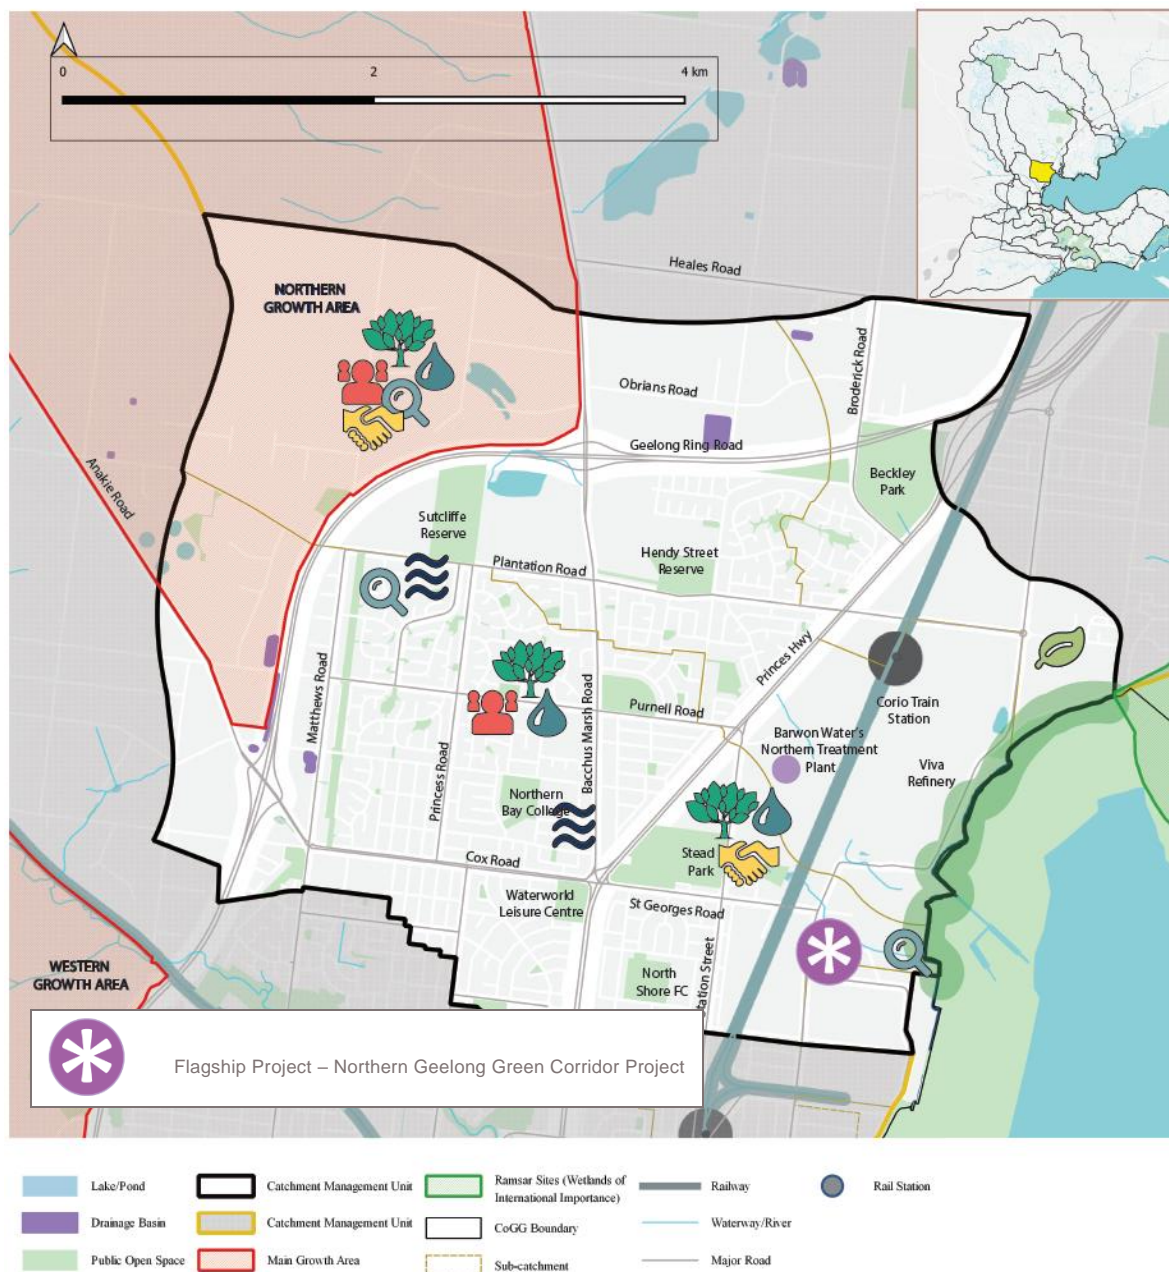 0
2
4 km
Heales Road
NORTHERN
GROWTH AREA
Obrians Road
Broderick Road
Geelong Ring Road
Beckley
Park
Anakie Road
Sutcliffe
Reserve
Hendy Street
Reserve
Plantation Road
Matthews Road
Princes Hwy
Corio Train
Station
Purnell Road
Bacchus Marsh Road
Princess Road
Barwon Water's
Northern Treatment
Plant
Viva
Refinery
Northern
Bay College
Stead
Park
Cox Road
Waterworld
Leisure Centre
St Georges Road
Station Street
North
Shore FC
WESTERN
GROWTH AREA
Flagship Project – Northern Geelong Green Corridor Project
Lake/Pond
Catchment Management Unit
Ramsar Sites (Wetlands of
International Importance)
Railway
Rail Station
Drainage Basin
Catchment Management Unit
CoGG Boundary
Waterway/River
Public Open Space
Main Growth Area
Sub-catchment
Major Road